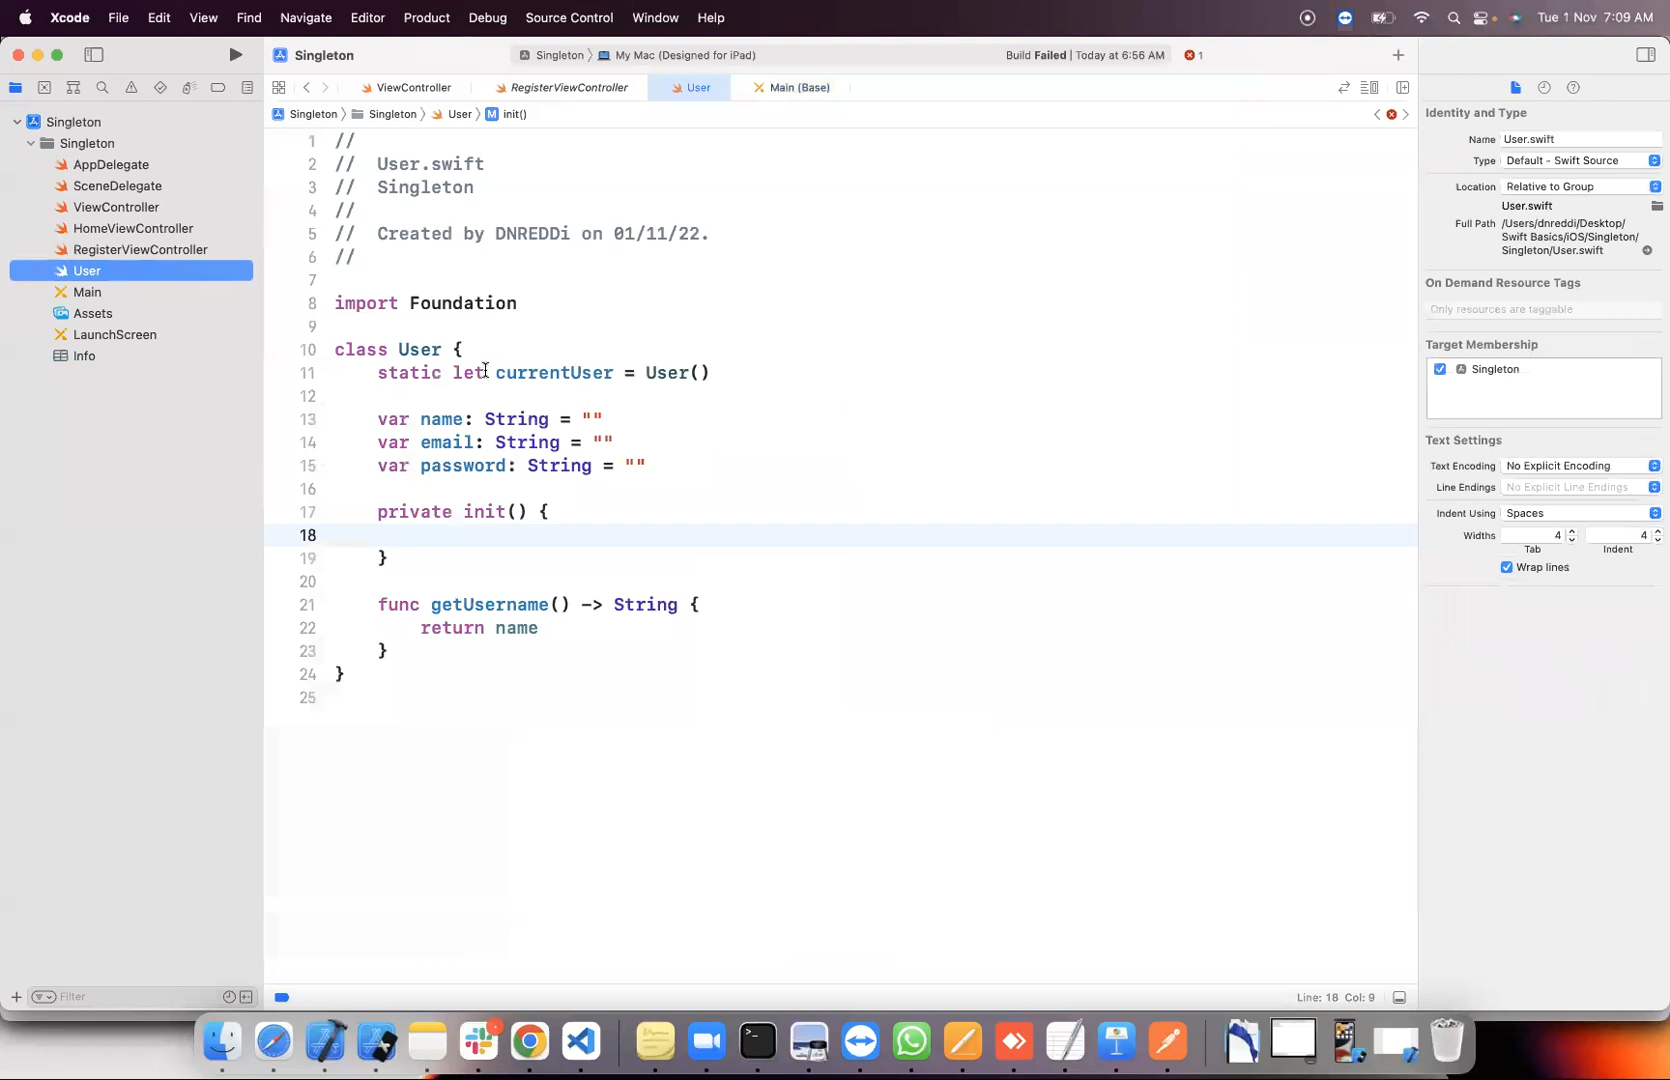 Xcode File Edit View Find Navigate Editor Product Debug Source Control Window Help Tue 1 Nov 7:09 AM
Singleton Singleton My Mac (Designed for iPad) Build Failed | Today at 6:56 AM 1
ViewController RegisterViewController User Main (Base)
Singleton Singleton User M init()
Singleton
Singleton
AppDelegate
SceneDelegate
ViewController
HomeViewController
RegisterViewController
User
Main
Assets
LaunchScreen
Info
Filter
1 //
2 //  User.swift
3 //  Singleton
4 //
5 //  Created by DNREDDi on 01/11/22.
6 //
7
8 import Foundation
9
10 class User {
11     static let currentUser = User()
12
13     var name: String = ""
14     var email: String = ""
15     var password: String = ""
16
17     private init() {
18
19     }
20
21     func getUsername() -> String {
22         return name
23     }
24 }
25
Line: 18 Col: 9
Identity and Type
Name User.swift
Type Default - Swift Source
Location Relative to Group
User.swift
Full Path /Users/dnreddi/Desktop/
Swift Basics/iOS/Singleton/
Singleton/User.swift
On Demand Resource Tags
Only resources are taggable
Target Membership
Singleton
Text Settings
Text Encoding No Explicit Encoding
Line Endings No Explicit Line Endings
Indent Using Spaces
Widths 4 4
Tab Indent
Wrap lines